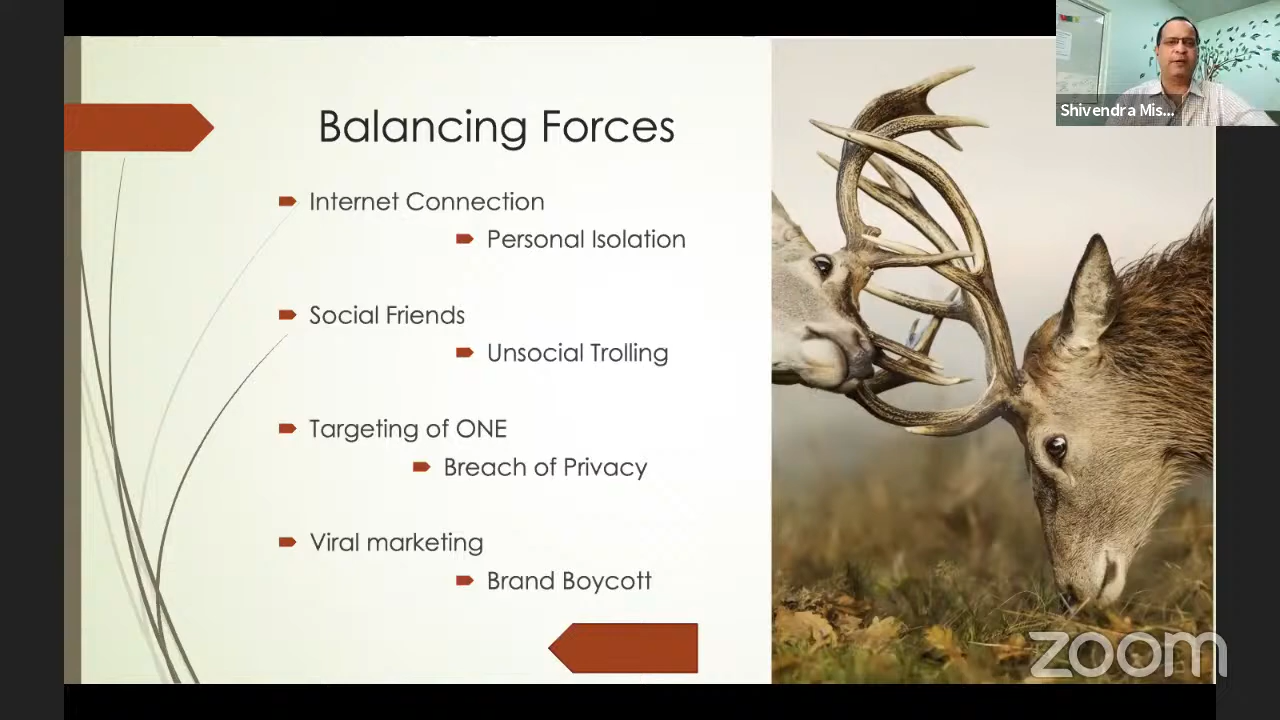 Balancing Forces
Internet Connection
Personal Isolation
Social Friends
Unsocial Trolling
Targeting of ONE
Breach of Privacy
Viral marketing
Brand Boycott
Shivendra Mis...
zoom